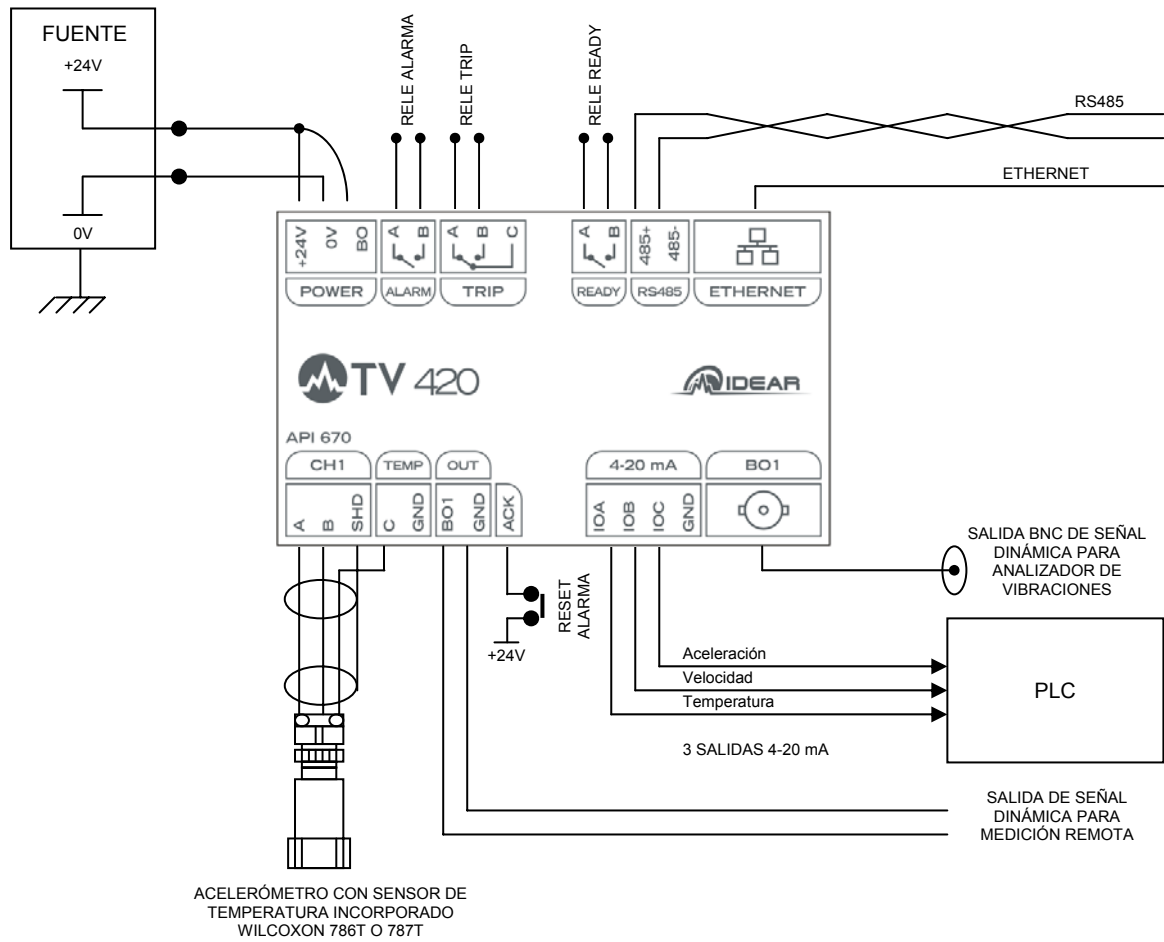 FUENTE
+24V
0V
RELE ALARMA
RELE TRIP
RELE READY
RS485
ETHERNET
+24V
0V
BO
A
B
A
B
C
A
B
485+
485-
POWER
ALARM
TRIP
READY
RS485
ETHERNET
TV 420
IDEAR
API 670
CH1
TEMP
OUT
4-20 mA
BO1
A
B
SHD
C
GND
BO1
GND
ACK
IOA
IOB
IOC
GND
RESET
ALARMA
+24V
SALIDA BNC DE SEÑAL
DINÁMICA PARA
ANALIZADOR DE
VIBRACIONES
Aceleración
Velocidad
Temperatura
PLC
3 SALIDAS 4-20 mA
SALIDA DE SEÑAL
DINÁMICA PARA
MEDICIÓN REMOTA
ACELERÓMETRO CON SENSOR DE
TEMPERATURA INCORPORADO
WILCOXON 786T O 787T